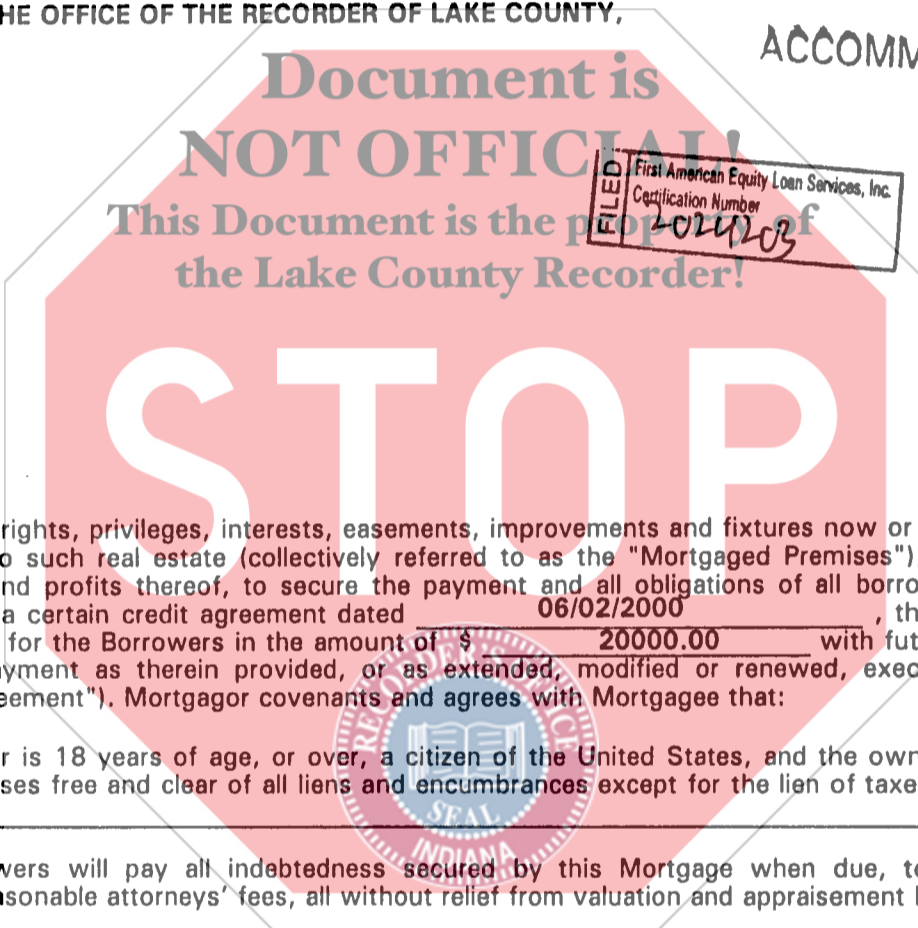 HE OFFICE OF THE RECORDER OF LAKE COUNTY,
ACCOMM
Document is
NOT OFFICIAL!
This Document is the property of
the Lake County Recorder!
FILED
First American Equity Loan Services, Inc.
Certification Number
STOP
rights, privileges, interests, easements, improvements and fixtures now or
o such real estate (collectively referred to as the "Mortgaged Premises")
nd profits thereof, to secure the payment and all obligations of all borro
a certain credit agreement dated 06/02/2000 , th
for the Borrowers in the amount of $ 20000.00 with fut
yment as therein provided, or as extended, modified or renewed, exec
eement"). Mortgagor covenants and agrees with Mortgagee that:
r is 18 years of age, or over, a citizen of the United States, and the own
ses free and clear of all liens and encumbrances except for the lien of taxe
wers will pay all indebtedness secured by this Mortgage when due, to
asonable attorneys' fees, all without relief from valuation and appraisement l
RECORDER'S OFFICE
SEAL
INDIANA